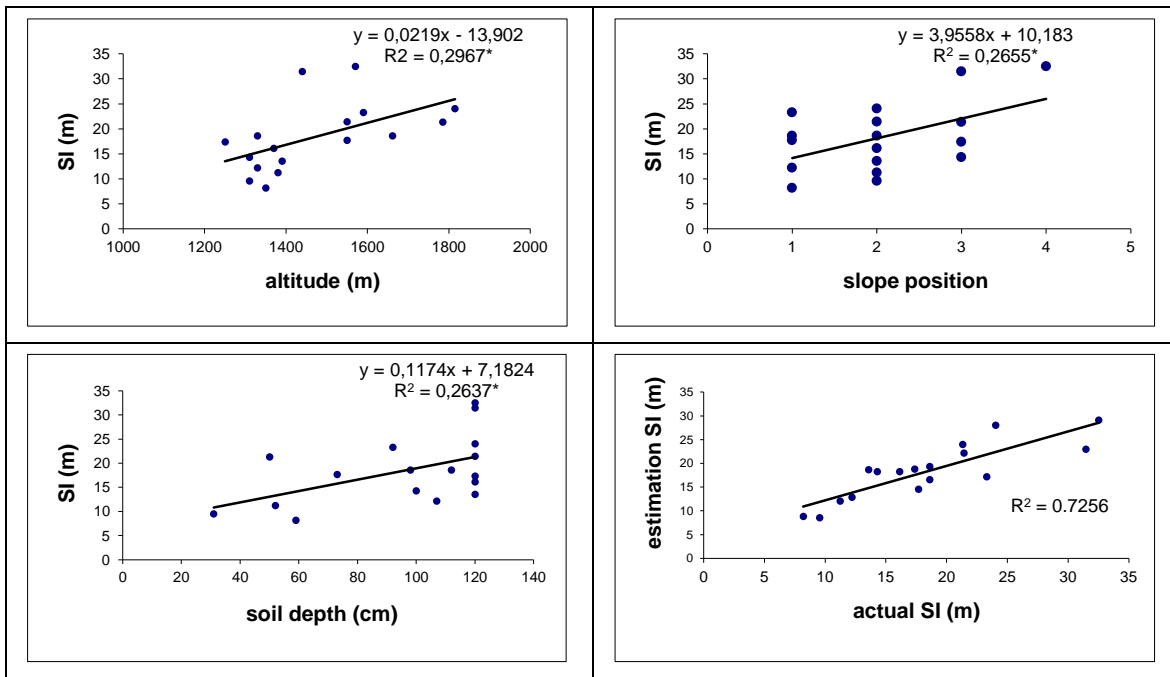 y = 0,0219x - 13,902
R2 = 0,2967*
35
30
25
20
15
10
5
0
SI (m)
1000 1200 1400 1600 1800 2000
altitude (m)
y = 3,9558x + 10,183
R² = 0,2655*
35
30
25
20
15
10
5
0
SI (m)
0 1 2 3 4 5
slope position
y = 0,1174x + 7,1824
R² = 0,2637*
35
30
25
20
15
10
5
0
SI (m)
0 20 40 60 80 100 120 140
soil depth (cm)
35
30
25
20
15
10
5
0
estimation SI (m)
R² = 0.7256
0 5 10 15 20 25 30 35
actual SI (m)